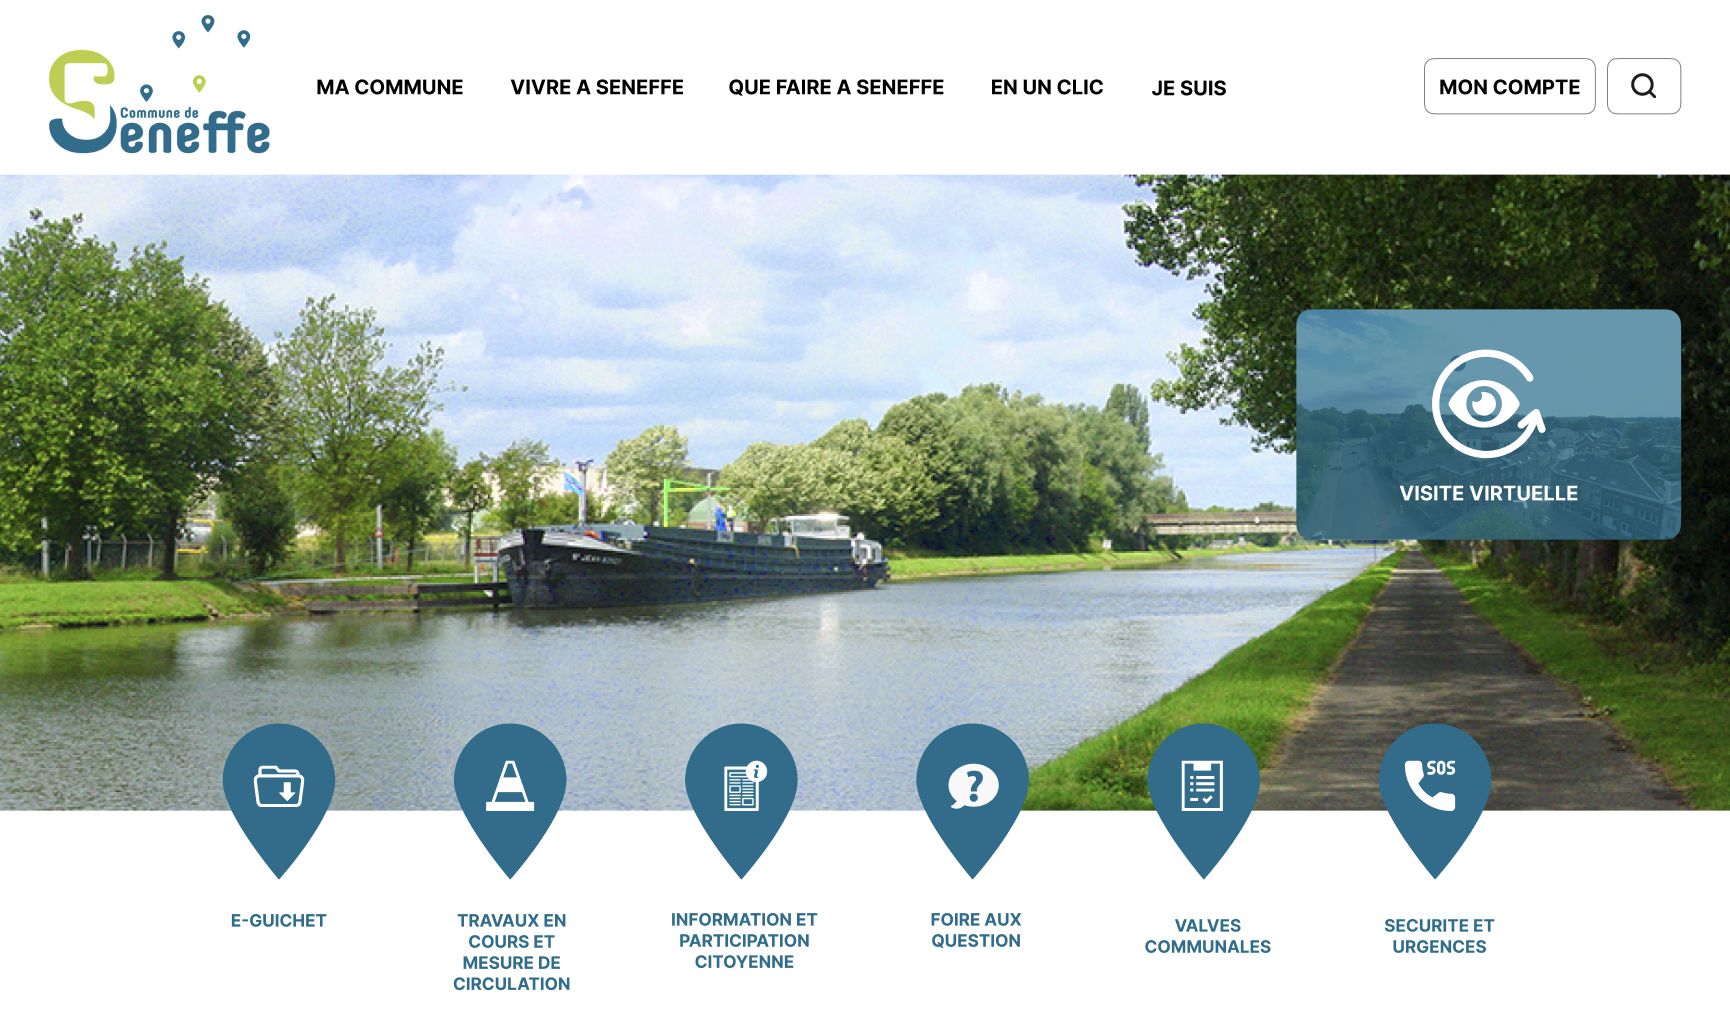 Commune de
Seneffe
MA COMMUNE
VIVRE A SENEFFE
QUE FAIRE A SENEFFE
EN UN CLIC
JE SUIS
MON COMPTE
VISITE VIRTUELLE
i
?
SOS
E-GUICHET
TRAVAUX EN
COURS ET
MESURE DE
CIRCULATION
INFORMATION ET
PARTICIPATION
CITOYENNE
FOIRE AUX
QUESTION
VALVES
COMMUNALES
SECURITE ET
URGENCES